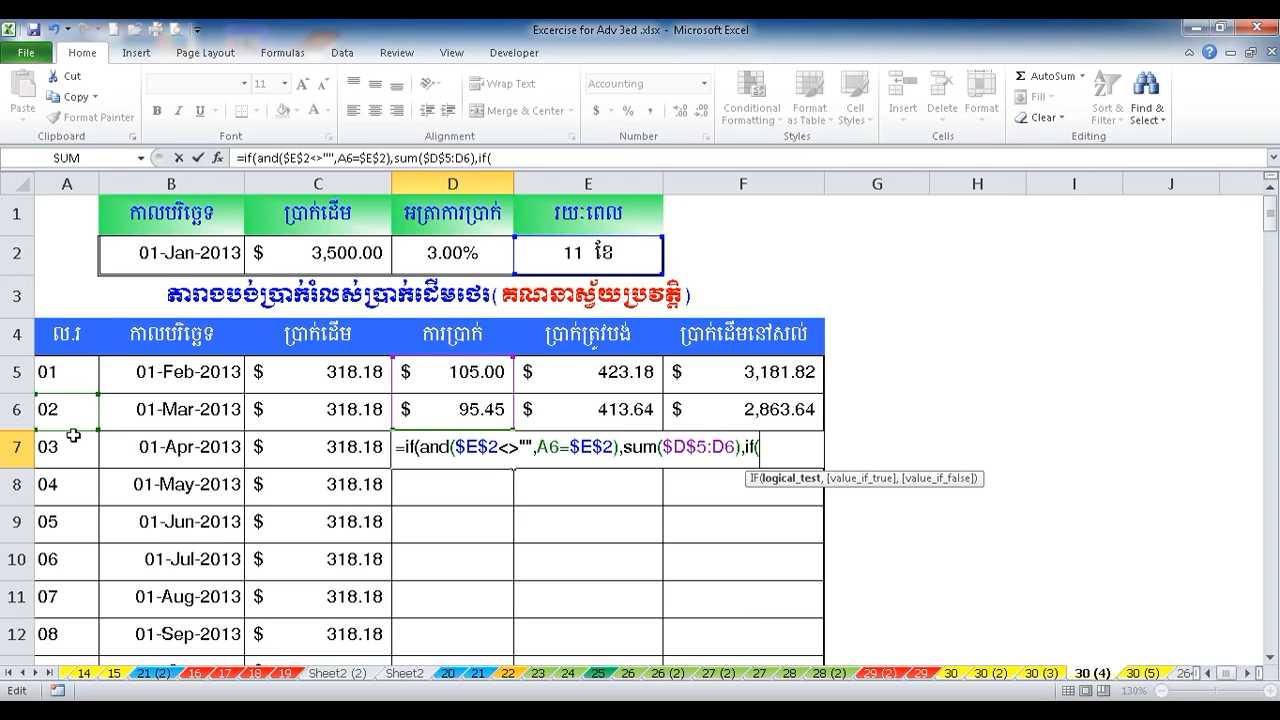 Exercise for Adv 3ed .xlsx - Microsoft Excel
File Home Insert Page Layout Formulas Data Review View Developer
Paste Cut Copy Format Painter Clipboard
11 Font
Wrap Text Merge & Center Alignment
Accounting Number
Conditional Formatting Format as Table Cell Styles Styles
Insert Delete Format Cells
AutoSum Fill Clear Sort & Filter Find & Select Editing
SUM =if(and($E$2<>"",A6=$E$2),sum($D$5:D6),if(
A B C D E F G H I J
1 កាលបរិច្ឆេទ ប្រាក់ដើម អត្រាការប្រាក់ រយៈពេល
2 01-Jan-2013 $ 3,500.00 3.00% 11 ខែ
3 តារាងបង់ប្រាក់រំលស់ប្រាក់ដើមថេរ(គណនាស្វ័យប្រវត្តិ)
4 ល.រ កាលបរិច្ឆេទ ប្រាក់ដើម ការប្រាក់ ប្រាក់ត្រូវបង់ ប្រាក់ដើមនៅសល់
5 01 01-Feb-2013 $ 318.18 $ 105.00 $ 423.18 $ 3,181.82
6 02 01-Mar-2013 $ 318.18 $ 95.45 $ 413.64 $ 2,863.64
7 03 01-Apr-2013 $ 318.18 =if(and($E$2<>"",A6=$E$2),sum($D$5:D6),if(
IF(logical_test, [value_if_true], [value_if_false])
8 04 01-May-2013 $ 318.18
9 05 01-Jun-2013 $ 318.18
10 06 01-Jul-2013 $ 318.18
11 07 01-Aug-2013 $ 318.18
12 08 01-Sep-2013 $ 318.18
14 15 21 (2) 16 17 18 19 Sheet2 (2) Sheet2 20 21 22 23 24 25 26 26 (2) 27 27 (2) 28 28 (2) 29 (2) 29 30 30 (2) 30 (3) 30 (4) 30 (5)
Edit 130%